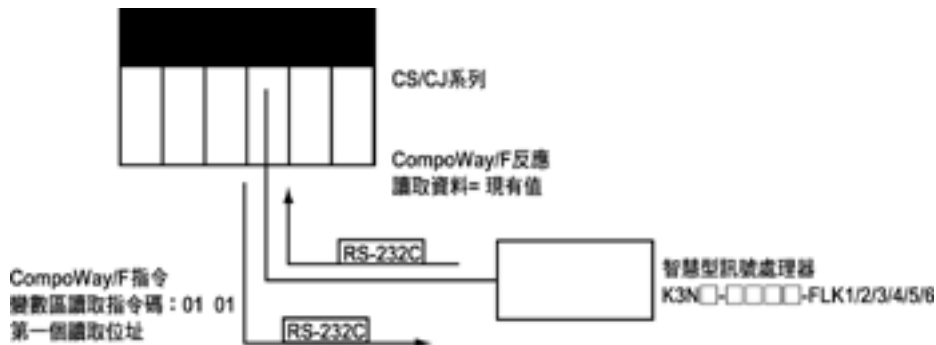 CS/CJ系列
CompoWay/F反應
讀取資料= 現有值
RS-232C
智慧型訊號處理器
K3N□-□□□□-FLK1/2/3/4/5/6
CompoWay/F指令
變數區讀取指令碼：01 01
第一個讀取位址
RS-232C